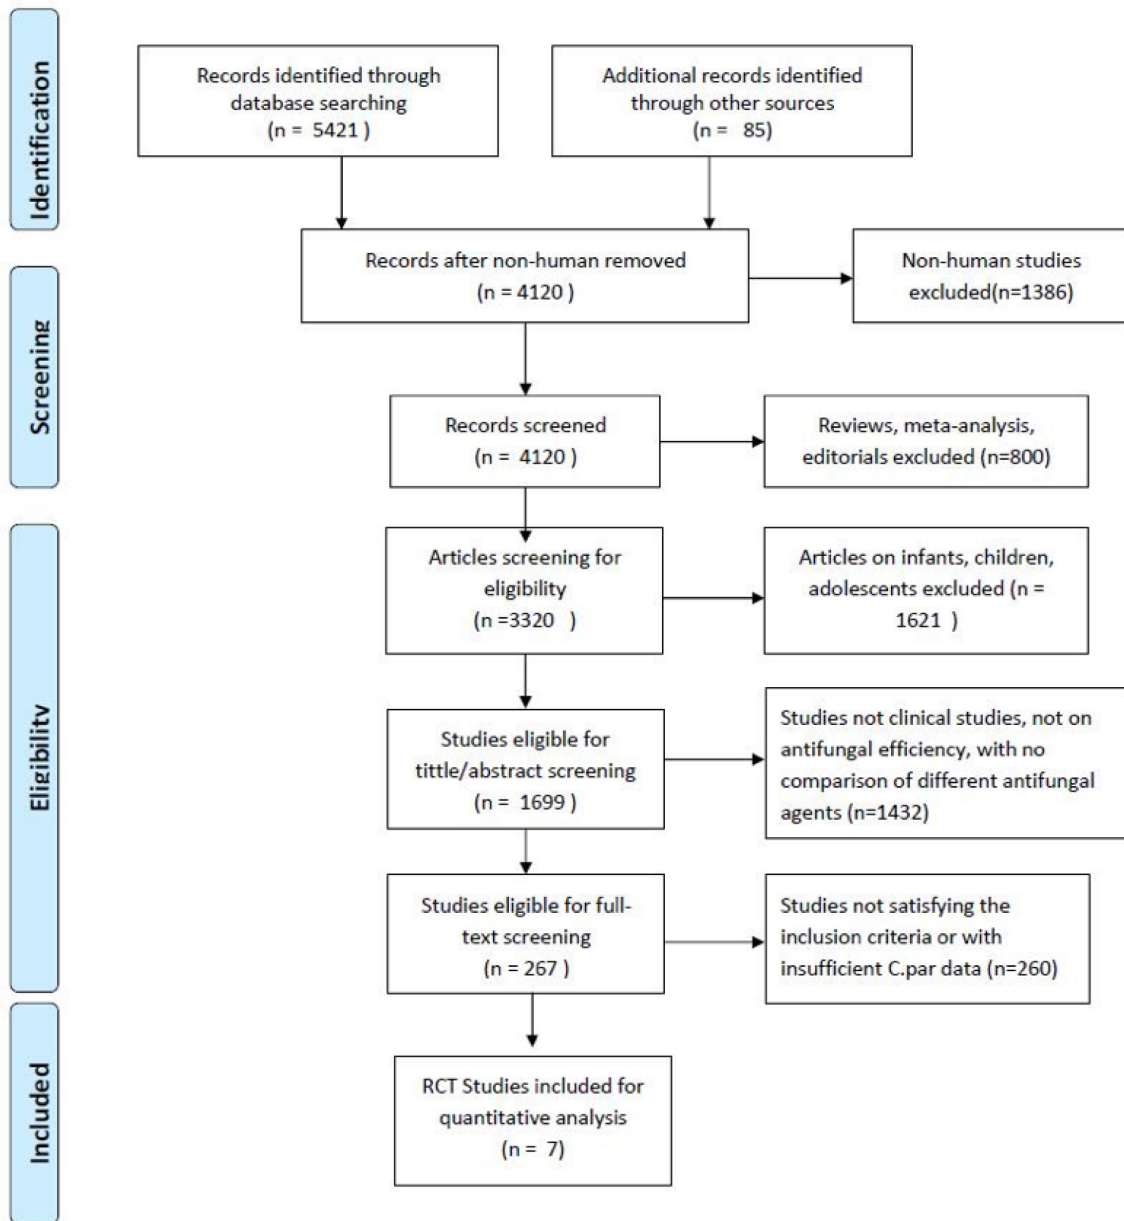 Identification
Records identified through
database searching
(n =  5421 )
Additional records identified
through other sources
(n =   85)
Records after non-human removed
(n = 4120 )
Non-human studies
excluded(n=1386)
Screening
Records screened
(n =  4120 )
Reviews, meta-analysis,
editorials excluded (n=800)
Eligibility
Articles screening for
eligibility
(n =3320  )
Articles on infants, children,
adolescents excluded (n =
1621  )
Studies eligible for
tittle/abstract screening
(n =  1699 )
Studies not clinical studies, not on
antifungal efficiency, with no
comparison of different antifungal
agents (n=1432)
Studies eligible for full-
text screening
(n = 267 )
Studies not satisfying the
inclusion criteria or with
insufficient C.par data (n=260)
Included
RCT Studies included for
quantitative analysis
(n =  7)